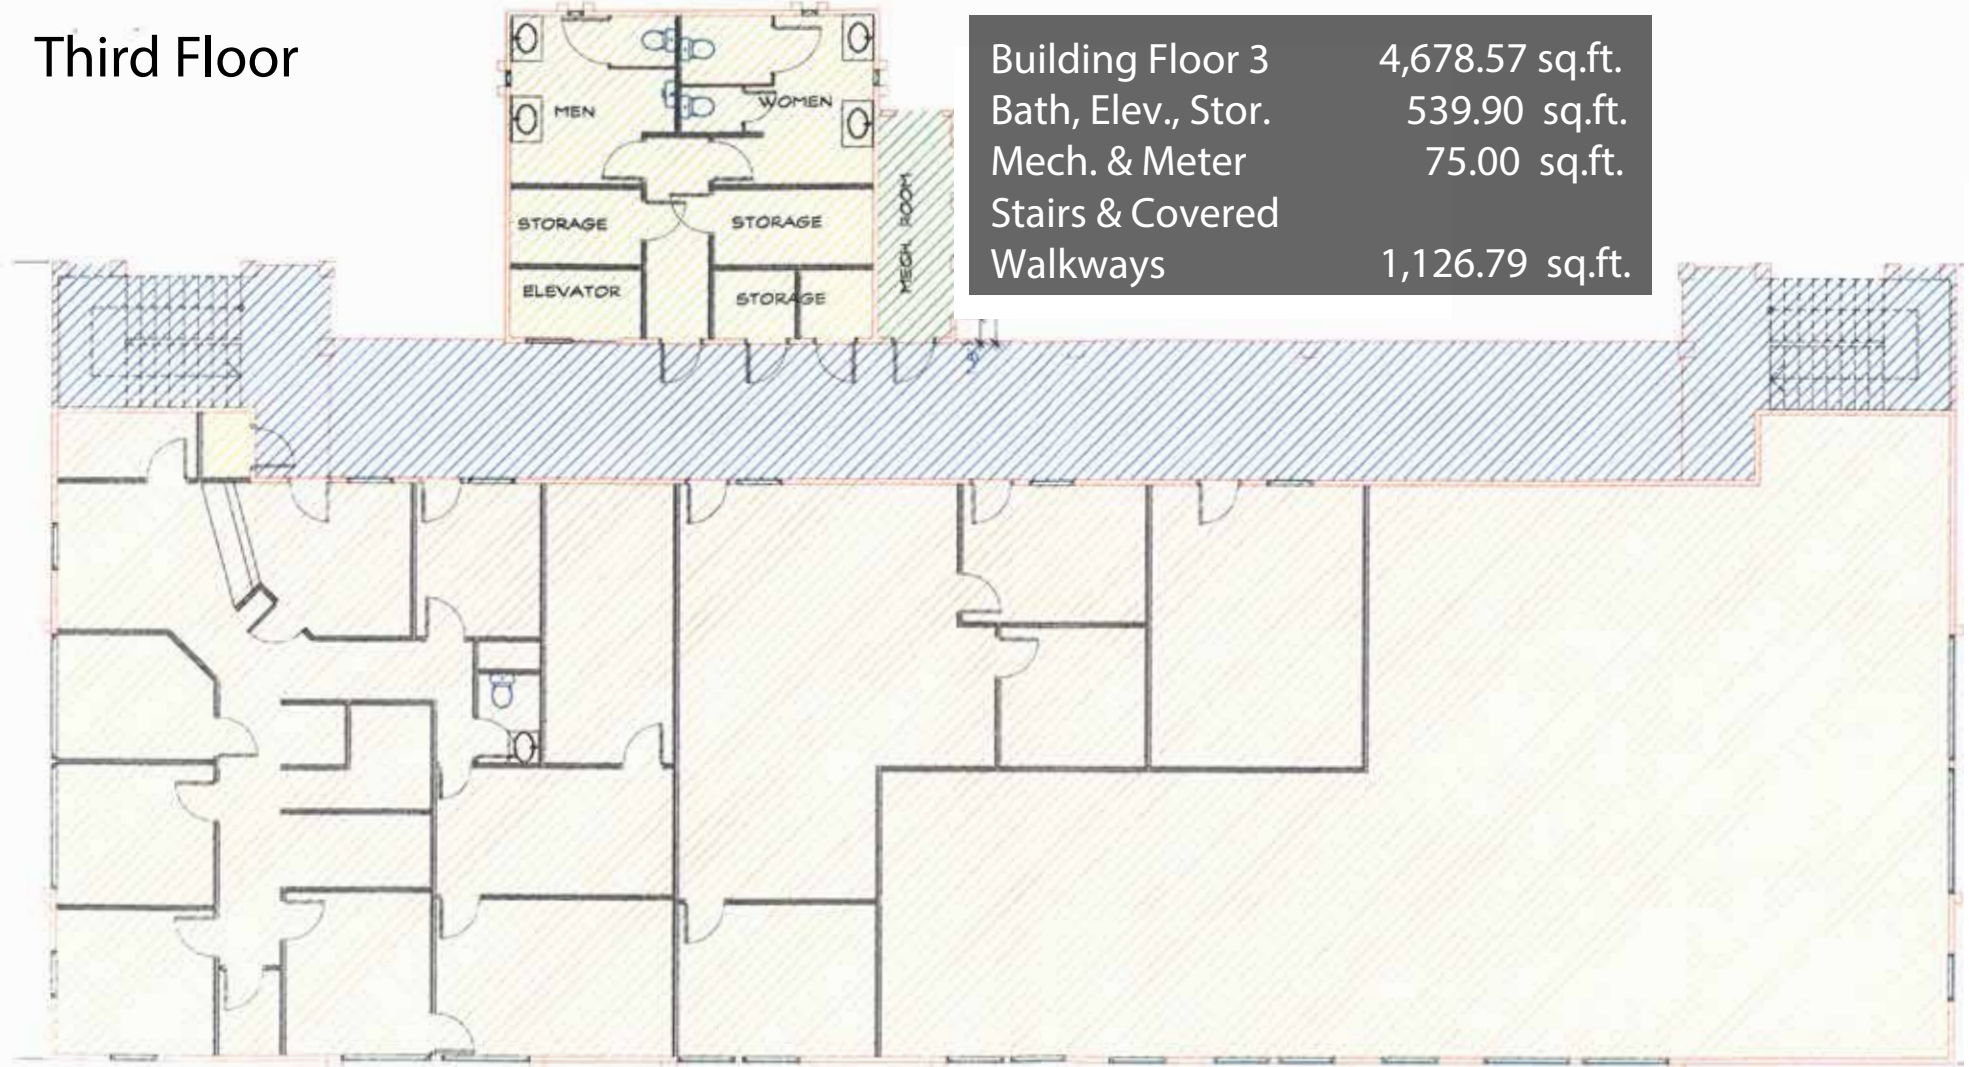 Third Floor
Building Floor 3 4,678.57 sq.ft.
Bath, Elev., Stor. 539.90 sq.ft.
Mech. & Meter 75.00 sq.ft.
Stairs & Covered
Walkways 1,126.79 sq.ft.
MEN
WOMEN
STORAGE
STORAGE
MECH. ROOM
ELEVATOR
STORAGE